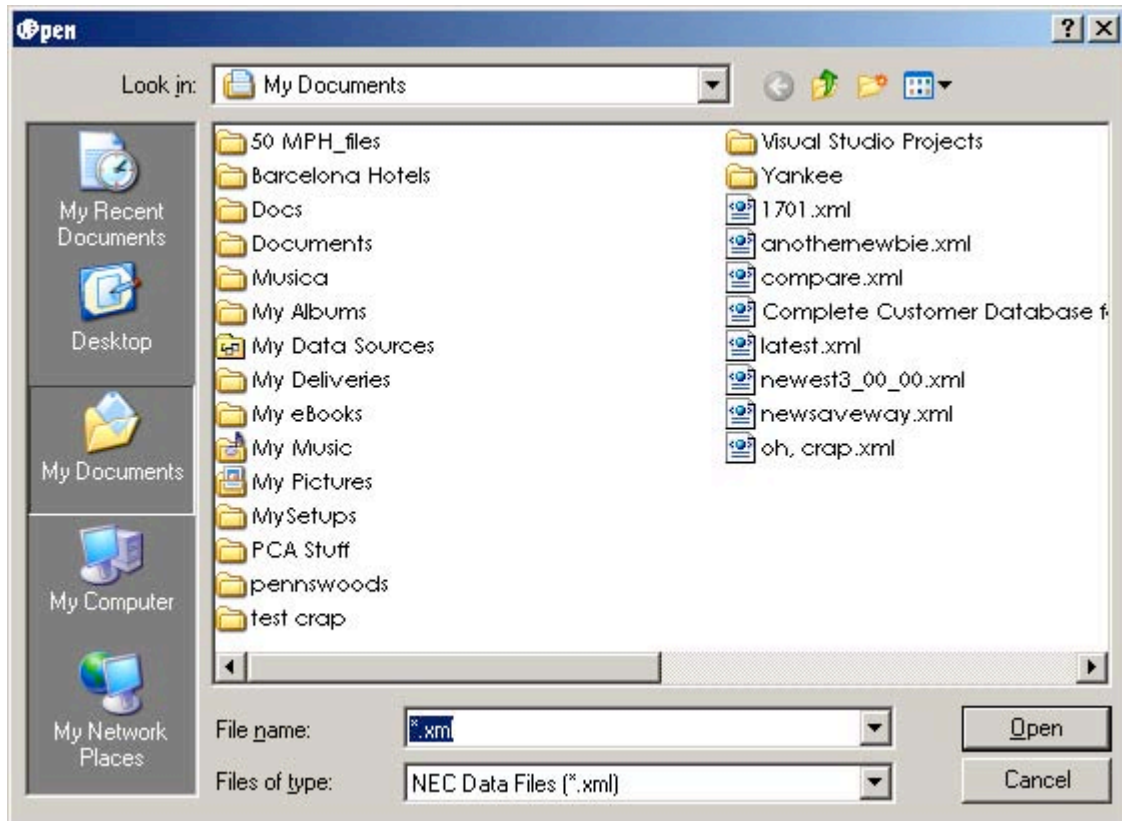 Open
Look in: My Documents
My Recent Documents
Desktop
My Documents
My Computer
My Network Places
50 MPH_files
Barcelona Hotels
Docs
Documents
Musica
My Albums
My Data Sources
My Deliveries
My eBooks
My Music
My Pictures
MySetups
PCA Stuff
pennswoods
test crap
Visual Studio Projects
Yankee
1701.xml
anothernewbie.xml
compare.xml
Complete Customer Database f
latest.xml
newest3_00_00.xml
newsaveway.xml
oh, crap.xml
File name: *.xml
Open
Files of type: NEC Data Files (*.xml)
Cancel